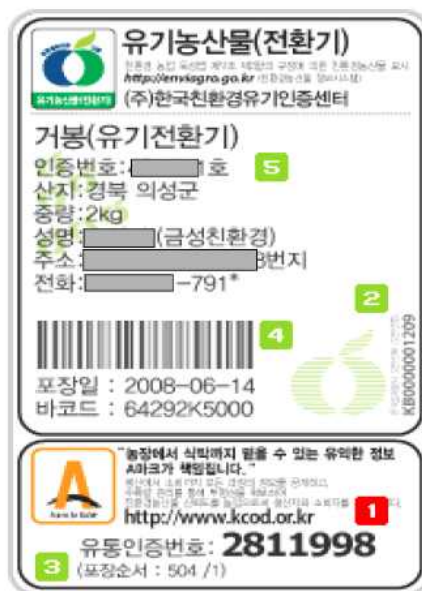 유기농산물(전환기)
http://enviagro.go.kr
유기농산물(전환기)
(주)한국친환경유기인증센터
거봉(유기전환기)
인증번호: 1호
5
산지:경북 의성군
중량:2kg
성명: (금성친환경)
주소: 번지
전화: -791*
2
4
KB0000001209
포장일 : 2008-06-14
바코드 : 64292K5000
"농장에서 식탁까지 믿을 수 있는 유익한 정보
A마크가 책임집니다."
A
http://www.kcod.or.kr
1
유통인증번호: 2811998
3
(포장순서 : 504 /1)